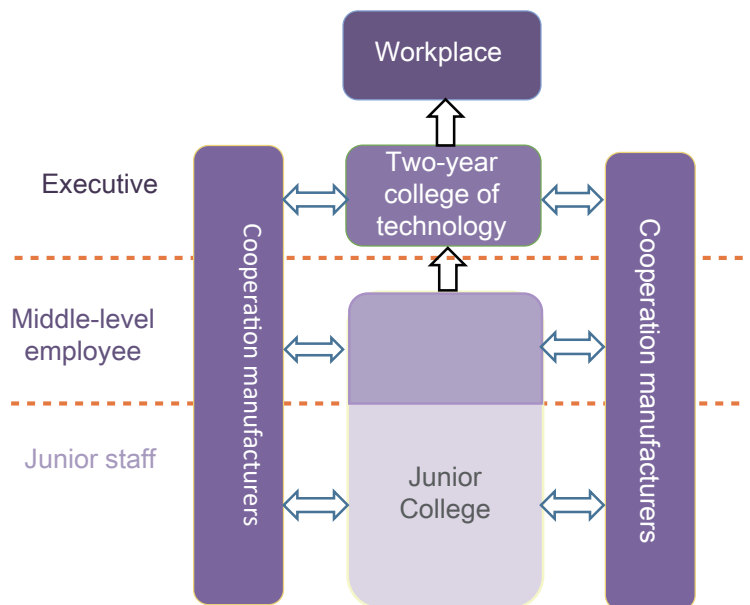 Workplace
Executive
Two-year
college of
technology
Cooperation manufacturers
Cooperation manufacturers
Middle-level
employee
Junior staff
Junior
College